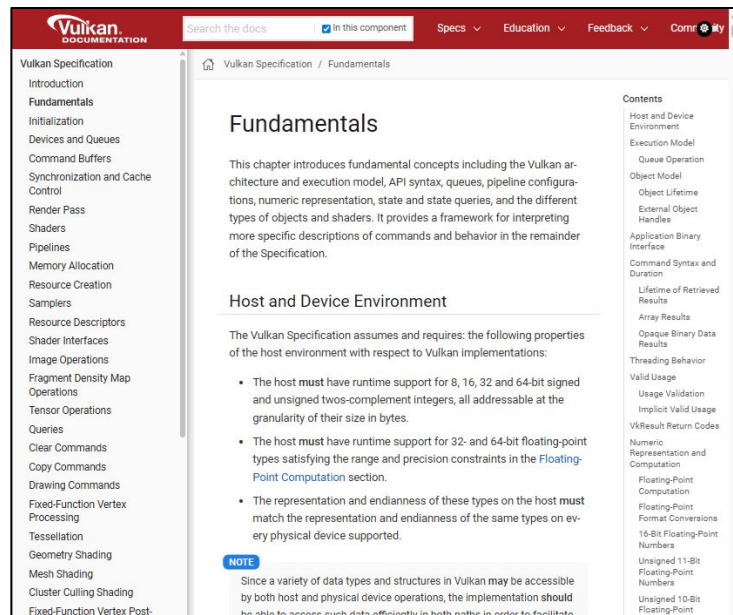 Vulkan.
DOCUMENTATION
Search the docs
In this component
Specs
Education
Feedback
Vulkan Specification
Introduction
Fundamentals
Initialization
Devices and Queues
Command Buffers
Synchronization and Cache
Control
Render Pass
Shaders
Pipelines
Memory Allocation
Resource Creation
Samplers
Resource Descriptors
Shader Interfaces
Image Operations
Fragment Density Map
Operations
Tensor Operations
Queries
Clear Commands
Copy Commands
Drawing Commands
Fixed-Function Vertex
Processing
Tessellation
Geometry Shading
Mesh Shading
Cluster Culling Shading
Fixed-Function Vertex Post-
Vulkan Specification / Fundamentals
Fundamentals
This chapter introduces fundamental concepts including the Vulkan ar-
chitecture and execution model, API syntax, queues, pipeline configura-
tions, numeric representation, state and state queries, and the different
types of objects and shaders. It provides a framework for interpreting
more specific descriptions of commands and behavior in the remainder
of the Specification.
Host and Device Environment
The Vulkan Specification assumes and requires: the following properties
of the host environment with respect to Vulkan implementations:
• The host must have runtime support for 8, 16, 32 and 64-bit signed
and unsigned twos-complement integers, all addressable at the
granularity of their size in bytes.
• The host must have runtime support for 32- and 64-bit floating-point
types satisfying the range and precision constraints in the Floating-
Point Computation section.
• The representation and endianness of these types on the host must
match the representation and endianness of the same types on ev-
ery physical device supported.
NOTE
Since a variety of data types and structures in Vulkan may be accessible
by both host and physical device operations, the implementation should
be able to access such data efficiently in both paths in order to facilitate
Contents
Host and Device
Environment
Execution Model
Queue Operation
Object Model
Object Lifetime
External Object
Handles
Application Binary
Interface
Command Syntax and
Duration
Lifetime of Retrieved
Results
Array Results
Opaque Binary Data
Results
Threading Behavior
Valid Usage
Usage Validation
Implicit Valid Usage
VkResult Return Codes
Numeric
Representation and
Computation
Floating-Point
Computation
Floating-Point
Format Conversions
16-Bit Floating-Point
Numbers
Unsigned 11-Bit
Floating-Point
Numbers
Unsigned 10-Bit
Floating-Point